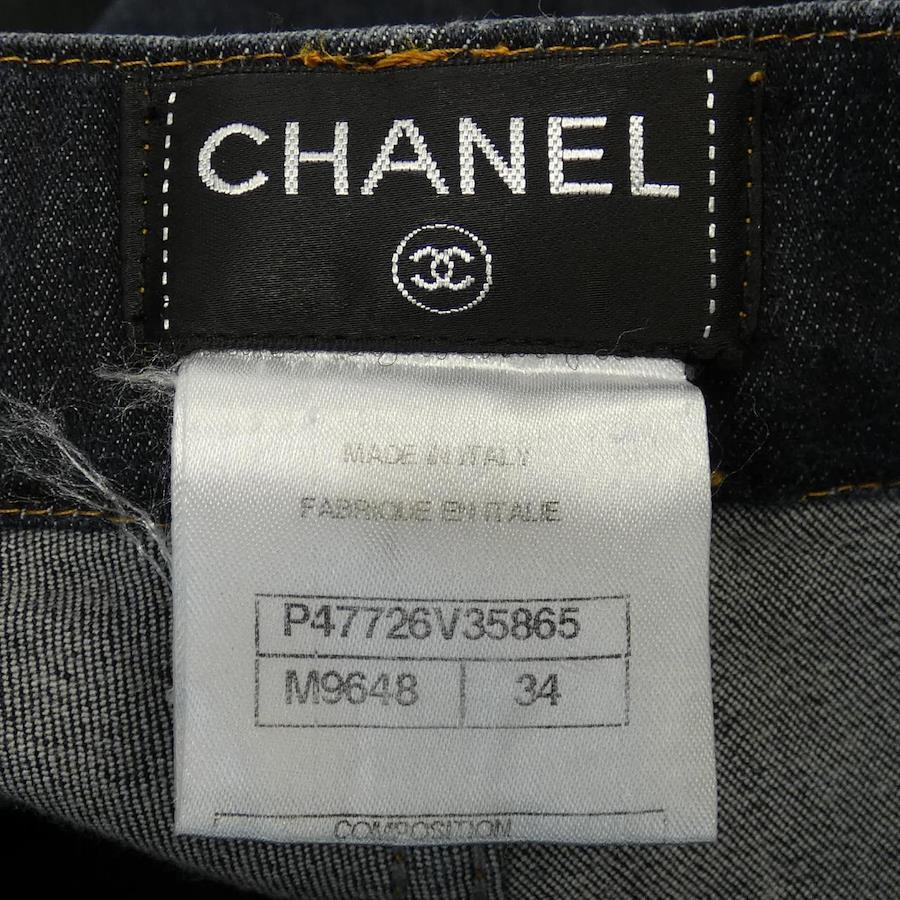 CHANEL
MADE IN ITALY
FABRIQUE EN ITALIE
P47726V35865
M9648 34
COMPOSITION